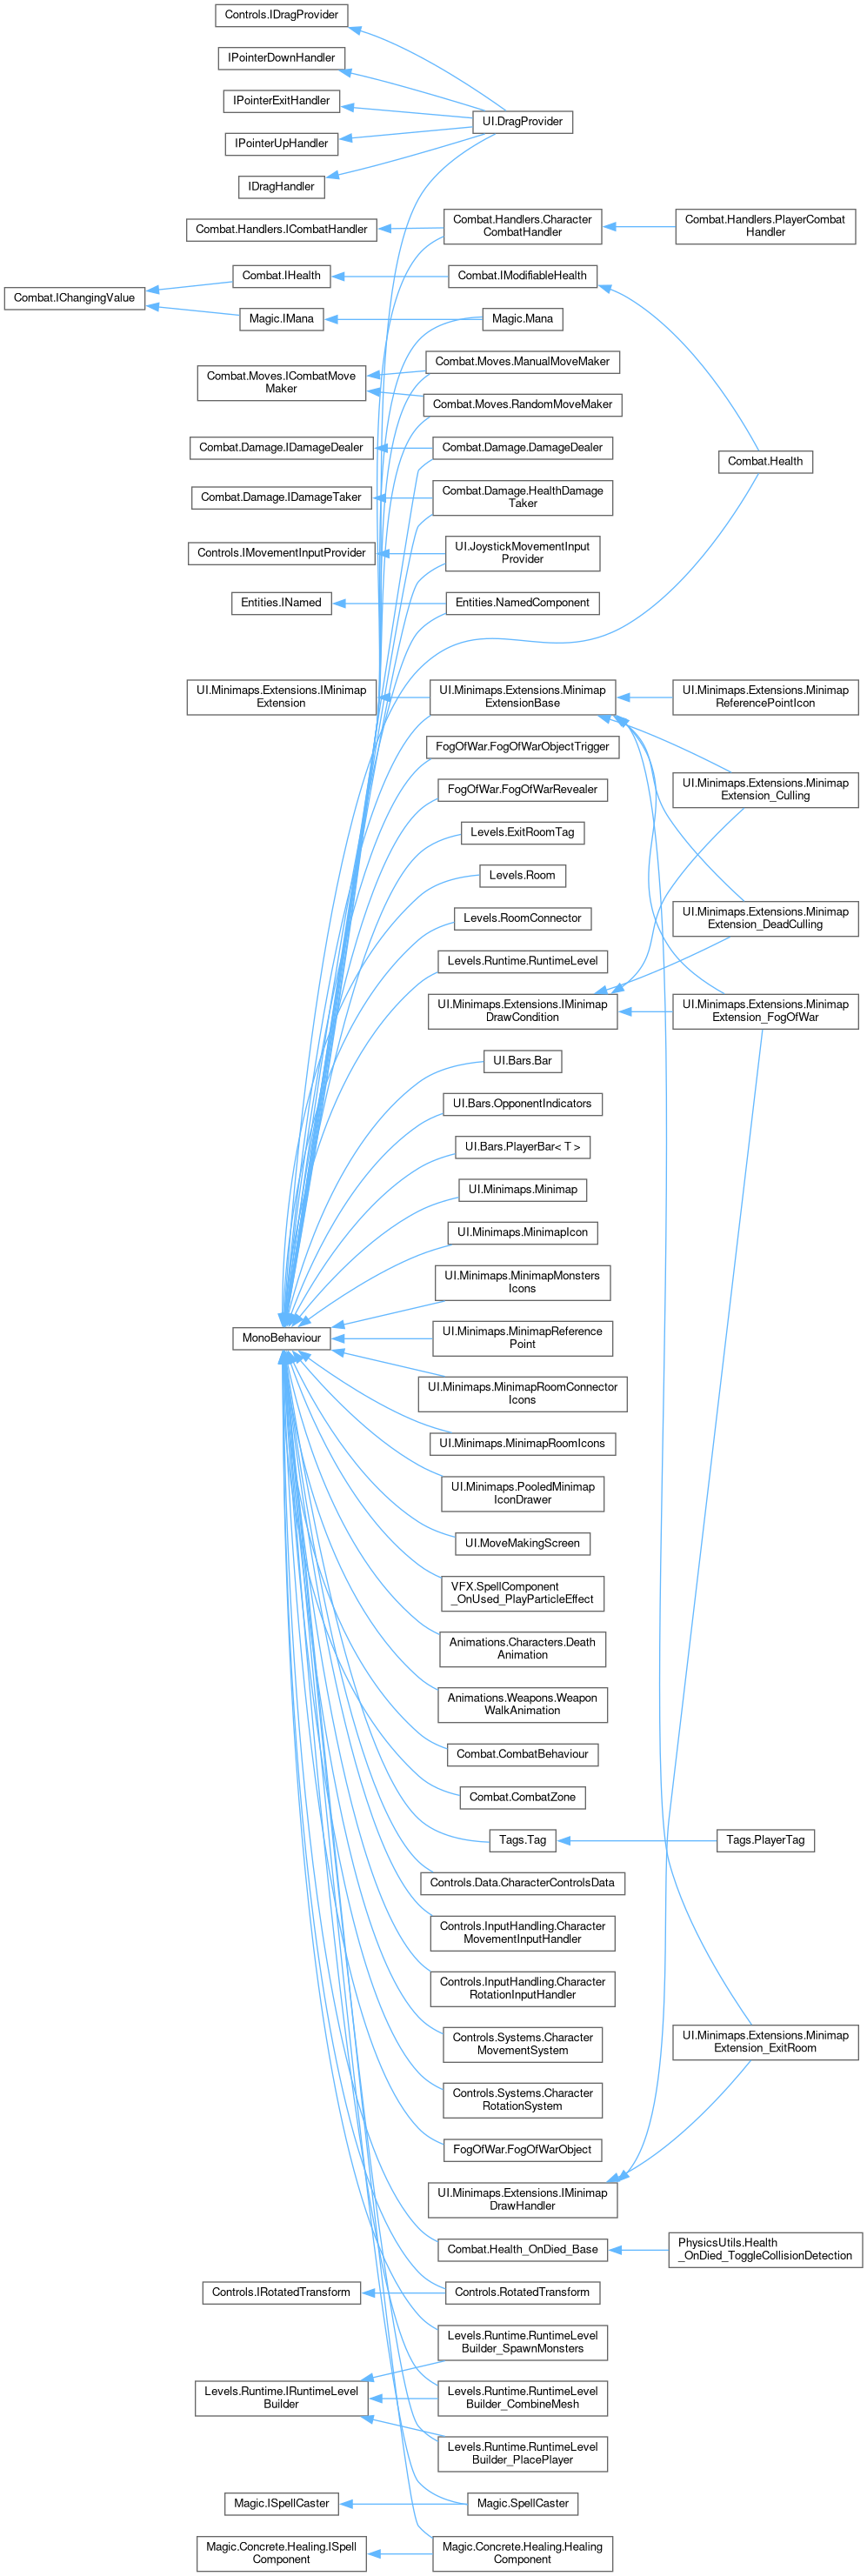 Controls.IDragProvider
IPointerDownHandler
IPointerExitHandler
UI.DragProvider
IPointerUpHandler
IDragHandler
Combat.Handlers.ICombatHandler
Combat.Handlers.Character
CombatHandler
Combat.Handlers.PlayerCombat
Handler
Combat.IChangingValue
Combat.IHealth
Combat.IModifiableHealth
Magic.IMana
Magic.Mana
Combat.Moves.ICombatMove
Maker
Combat.Moves.ManualMoveMaker
Combat.Moves.RandomMoveMaker
Combat.Damage.IDamageDealer
Combat.Damage.DamageDealer
Combat.Health
Combat.Damage.IDamageTaker
Combat.Damage.HealthDamage
Taker
Controls.IMovementInputProvider
UI.JoystickMovementInput
Provider
Entities.INamed
Entities.NamedComponent
UI.Minimaps.Extensions.IMinimap
Extension
UI.Minimaps.Extensions.Minimap
ExtensionBase
UI.Minimaps.Extensions.Minimap
ReferencePointIcon
FogOfWar.FogOfWarObjectTrigger
FogOfWar.FogOfWarRevealer
UI.Minimaps.Extensions.Minimap
Extension_Culling
Levels.ExitRoomTag
Levels.Room
Levels.RoomConnector
UI.Minimaps.Extensions.Minimap
Extension_DeadCulling
Levels.Runtime.RuntimeLevel
UI.Minimaps.Extensions.IMinimap
DrawCondition
UI.Minimaps.Extensions.Minimap
Extension_FogOfWar
UI.Bars.Bar
UI.Bars.OpponentIndicators
UI.Bars.PlayerBar< T >
UI.Minimaps.Minimap
UI.Minimaps.MinimapIcon
UI.Minimaps.MinimapMonsters
Icons
MonoBehaviour
UI.Minimaps.MinimapReference
Point
UI.Minimaps.MinimapRoomConnector
Icons
UI.Minimaps.MinimapRoomIcons
UI.Minimaps.PooledMinimap
IconDrawer
UI.MoveMakingScreen
VFX.SpellComponent
_OnUsed_PlayParticleEffect
Animations.Characters.Death
Animation
Animations.Weapons.Weapon
WalkAnimation
Combat.CombatBehaviour
Combat.CombatZone
Tags.Tag
Tags.PlayerTag
Controls.Data.CharacterControlsData
Controls.InputHandling.Character
MovementInputHandler
Controls.InputHandling.Character
RotationInputHandler
Controls.Systems.Character
MovementSystem
UI.Minimaps.Extensions.Minimap
Extension_ExitRoom
Controls.Systems.Character
RotationSystem
FogOfWar.FogOfWarObject
UI.Minimaps.Extensions.IMinimap
DrawHandler
Combat.Health_OnDied_Base
PhysicsUtils.Health
_OnDied_ToggleCollisionDetection
Controls.IRotatedTransform
Controls.RotatedTransform
Levels.Runtime.RuntimeLevel
Builder_SpawnMonsters
Levels.Runtime.IRuntimeLevel
Builder
Levels.Runtime.RuntimeLevel
Builder_CombineMesh
Levels.Runtime.RuntimeLevel
Builder_PlacePlayer
Magic.ISpellCaster
Magic.SpellCaster
Magic.Concrete.Healing.ISpell
Component
Magic.Concrete.Healing.Healing
Component